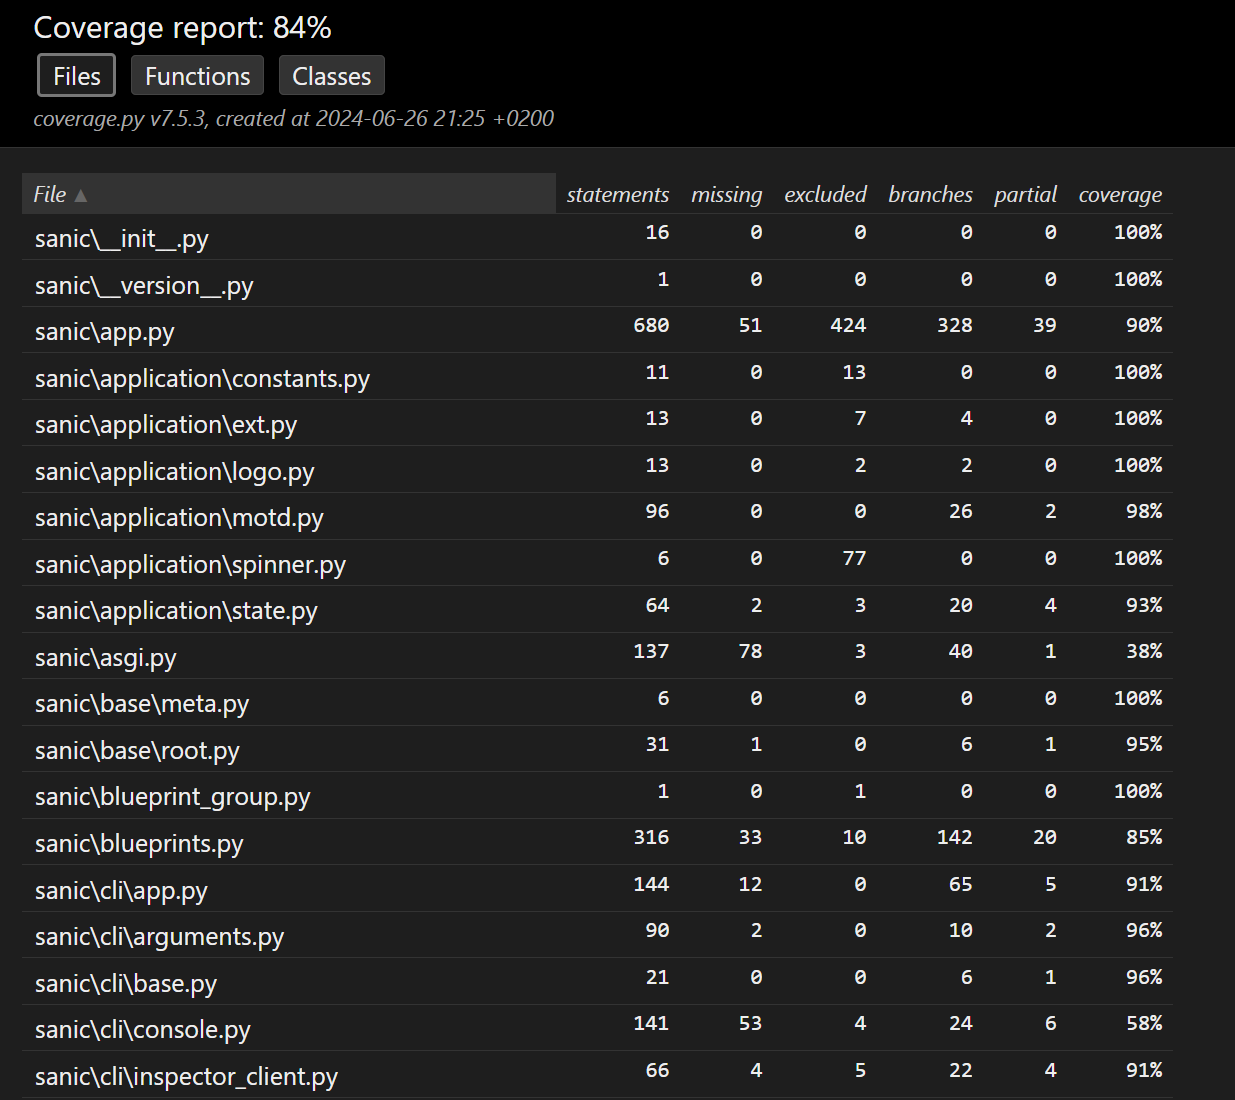 Coverage report: 84%
Files Functions Classes
coverage.py v7.5.3, created at 2024-06-26 21:25 +0200
File ▲ statements missing excluded branches partial coverage
sanic\__init__.py 16 0 0 0 0 100%
sanic\__version__.py 1 0 0 0 0 100%
sanic\app.py 680 51 424 328 39 90%
sanic\application\constants.py 11 0 13 0 0 100%
sanic\application\ext.py 13 0 7 4 0 100%
sanic\application\logo.py 13 0 2 2 0 100%
sanic\application\motd.py 96 0 0 26 2 98%
sanic\application\spinner.py 6 0 77 0 0 100%
sanic\application\state.py 64 2 3 20 4 93%
sanic\asgi.py 137 78 3 40 1 38%
sanic\base\meta.py 6 0 0 0 0 100%
sanic\base\root.py 31 1 0 6 1 95%
sanic\blueprint_group.py 1 0 1 0 0 100%
sanic\blueprints.py 316 33 10 142 20 85%
sanic\cli\app.py 144 12 0 65 5 91%
sanic\cli\arguments.py 90 2 0 10 2 96%
sanic\cli\base.py 21 0 0 6 1 96%
sanic\cli\console.py 141 53 4 24 6 58%
sanic\cli\inspector_client.py 66 4 5 22 4 91%